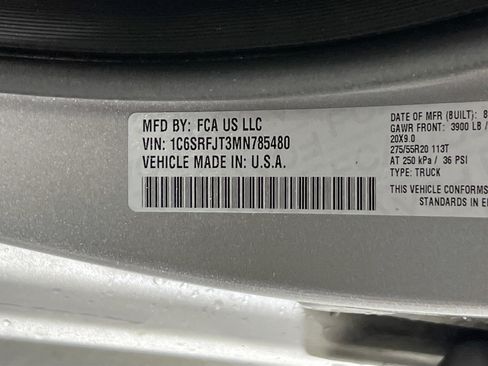 MFD BY: FCA US LLC
VIN: 1C6SRFJT3MN785480
VEHICLE MADE IN U.S.A.
DATE OF MFR (BUILT): 8
GAWR FRONT: 3900 LB /
20X9.0
275/55R20 113T
AT 250 kPa / 36 PSI
TYPE: TRUCK
THIS VEHICLE CONFORMS
STANDARDS IN